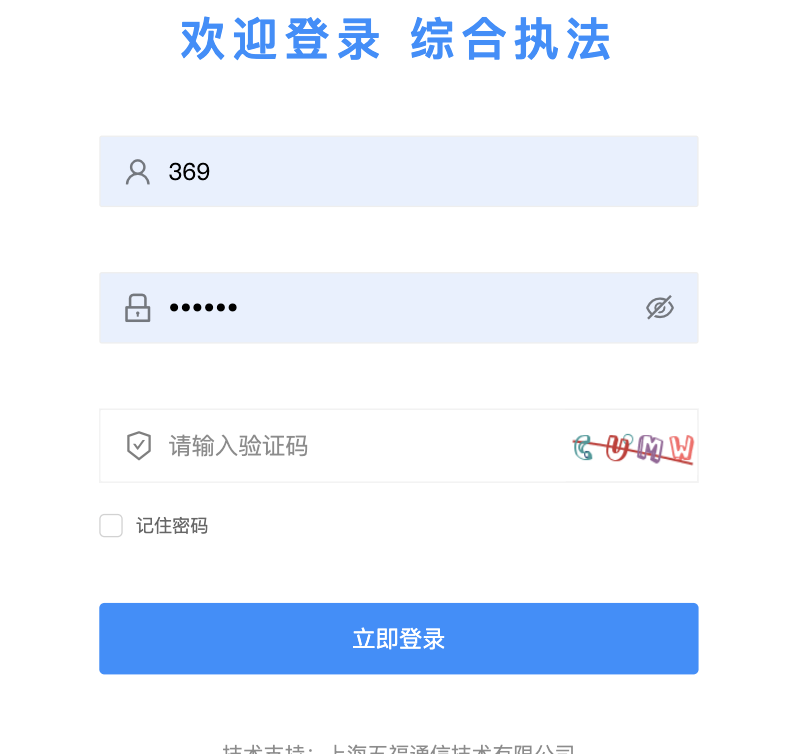 欢迎登录 综合执法
369
••••••
请输入验证码 CUMW
记住密码
立即登录
技术支持：上海五福通信技术有限公司